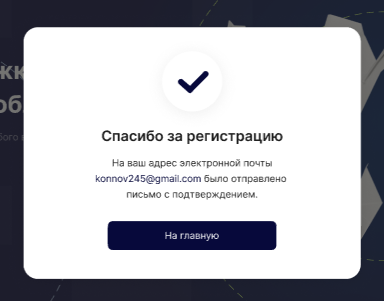 Спасибо за регистрацию
На ваш адрес электронной почты
konnov245@gmail.com было отправлено
письмо с подтверждением.
На главную